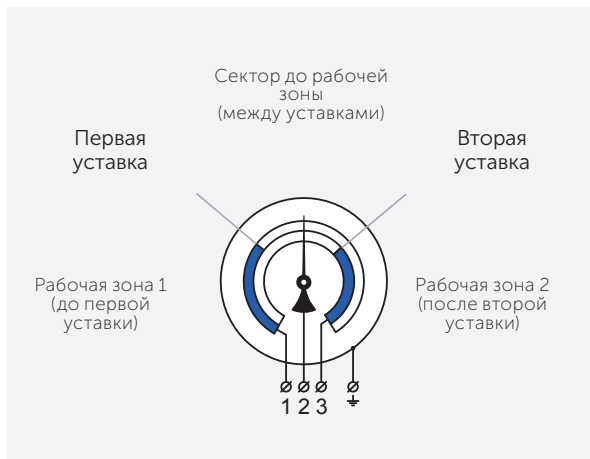 Сектор до рабочей
зоны
(между уставками)
Первая
уставка
Вторая
уставка
Рабочая зона 1
(до первой
уставки)
Рабочая зона 2
(после второй
уставки)
1 2 3